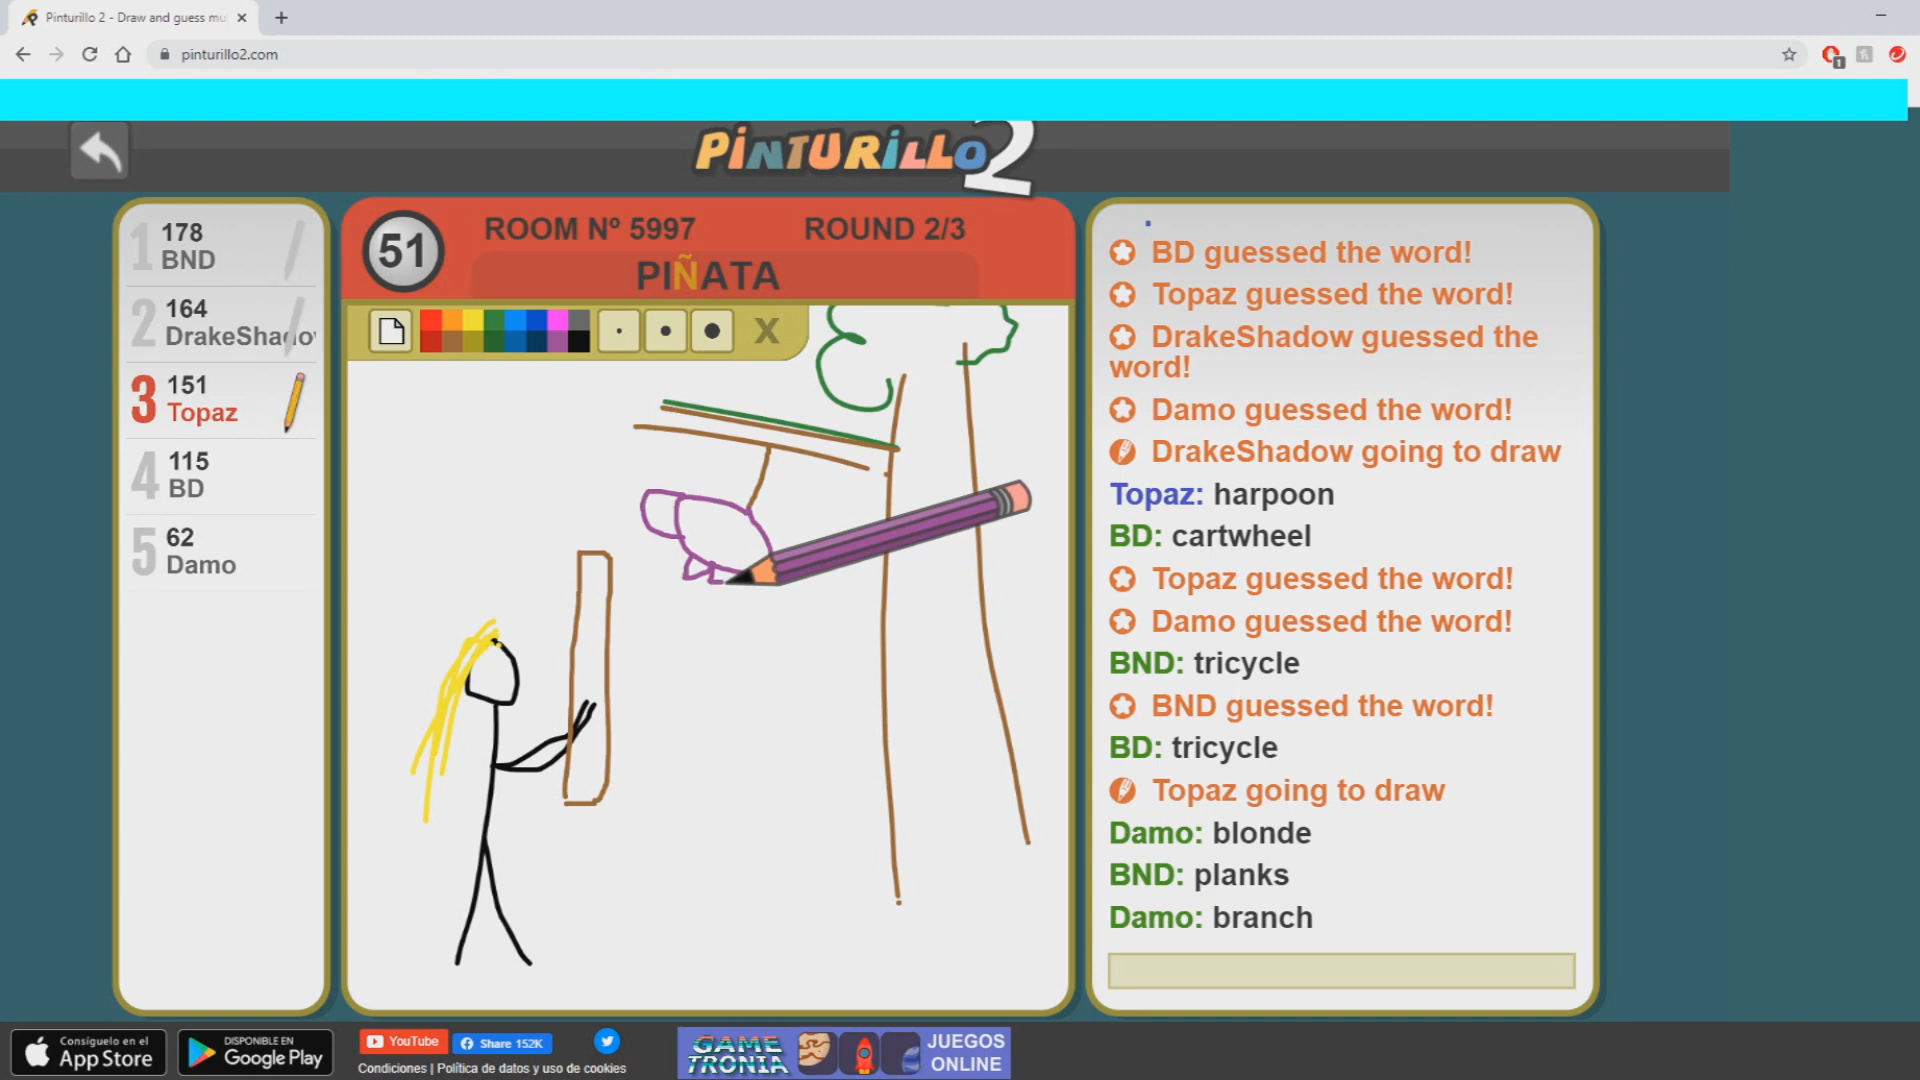 Pinturillo 2 - Draw and guess mu
pinturillo2.com
1
PiNTURiLLo2
1 178
BND
2 164
DrakeShado
3 151
Topaz
4 115
BD
5 62
Damo
51
ROOM Nº 5997
ROUND 2/3
PIÑATA
X
BD guessed the word!
Topaz guessed the word!
DrakeShadow guessed the
word!
Damo guessed the word!
DrakeShadow going to draw
Topaz: harpoon
BD: cartwheel
Topaz guessed the word!
Damo guessed the word!
BND: tricycle
BND guessed the word!
BD: tricycle
Topaz going to draw
Damo: blonde
BND: planks
Damo: branch
Consíguelo en el
App Store
DISPONIBLE EN
Google Play
YouTube
Share 152K
Condiciones | Política de datos y uso de cookies
GAME
TRONIA
JUEGOS
ONLINE